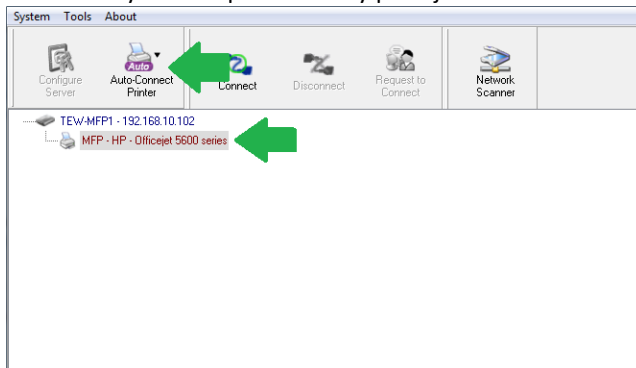 System Tools About
Configure Server
Auto
Auto-Connect Printer
Connect
Disconnect
Request to Connect
Network Scanner
TEW-MFP1 - 192.168.10.102
MFP - HP - Officejet 5600 series